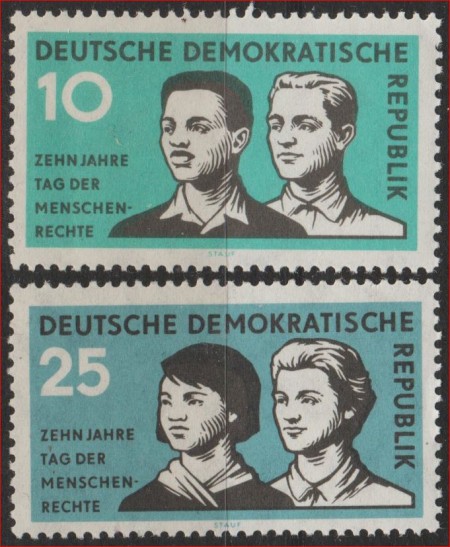 DEUTSCHE DEMOKRATISCHE
REPUBLIK
10
ZEHN JAHRE
TAG DER
MENSCHEN-
RECHTE
STAUF
DEUTSCHE DEMOKRATISCHE
REPUBLIK
25
ZEHN JAHRE
TAG DER
MENSCHEN-
RECHTE
STAUF